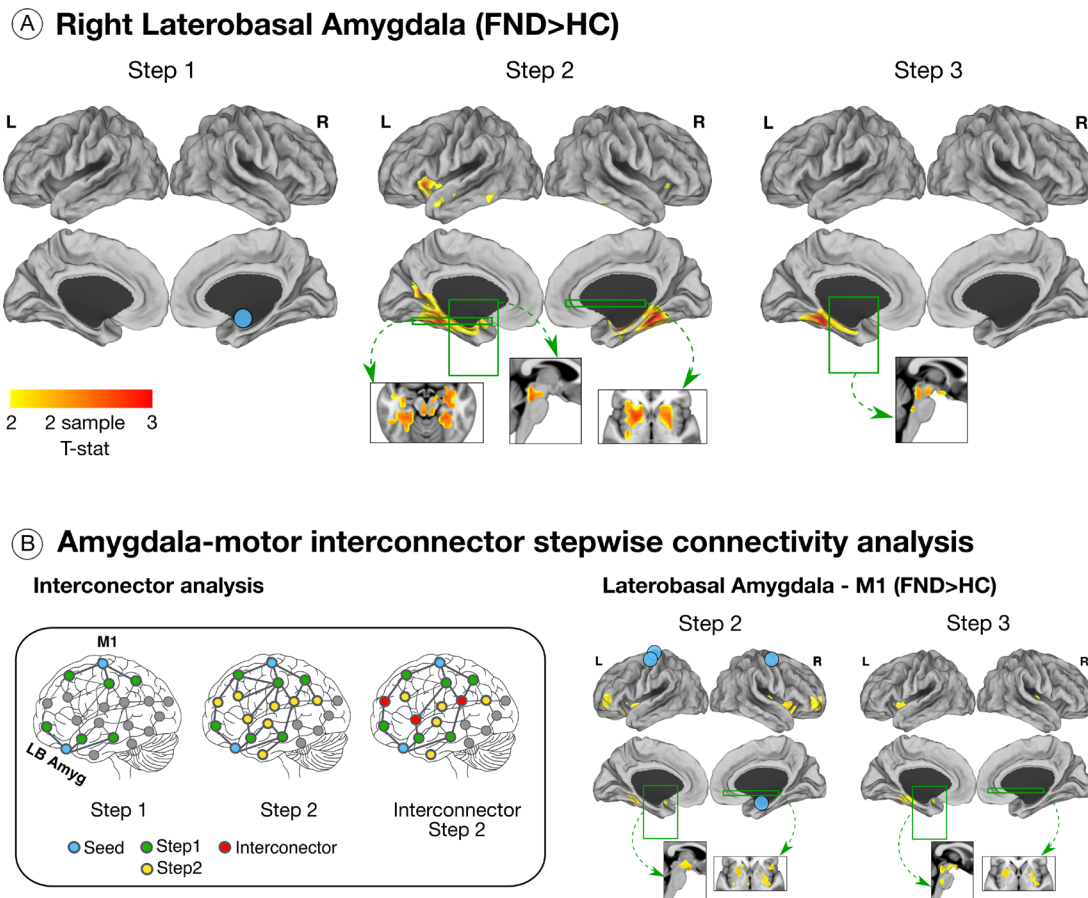 A Right Laterobasal Amygdala (FND>HC)
Step 1
Step 2
Step 3
L
R
L
R
L
R
2 2 sample 3
T-stat
B Amygdala-motor interconnector stepwise connectivity analysis
Interconector analysis
Laterobasal Amygdala - M1 (FND>HC)
Step 2
Step 3
M1
L
R
L
R
LB Amyg
Step 1
Step 2
Interconnector
Step 2
Seed
Step1
Interconector
Step2